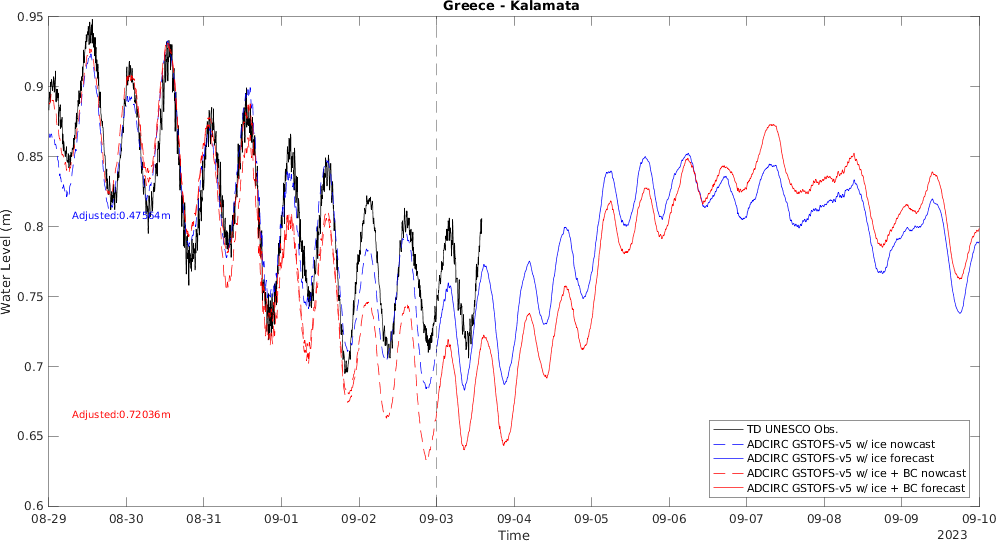 Greece - Kalamata
Water Level (m)
0.95
0.9
0.85
0.8
0.75
0.7
0.65
0.6
Adjusted:0.47564m
Adjusted:0.72036m
TD UNESCO Obs.
ADCIRC GSTOFS-v5 w/ ice nowcast
ADCIRC GSTOFS-v5 w/ ice forecast
ADCIRC GSTOFS-v5 w/ ice + BC nowcast
ADCIRC GSTOFS-v5 w/ ice + BC forecast
08-29 08-30 08-31 09-01 09-02 09-03 09-04 09-05 09-06 09-07 09-08 09-09 09-10
Time
2023